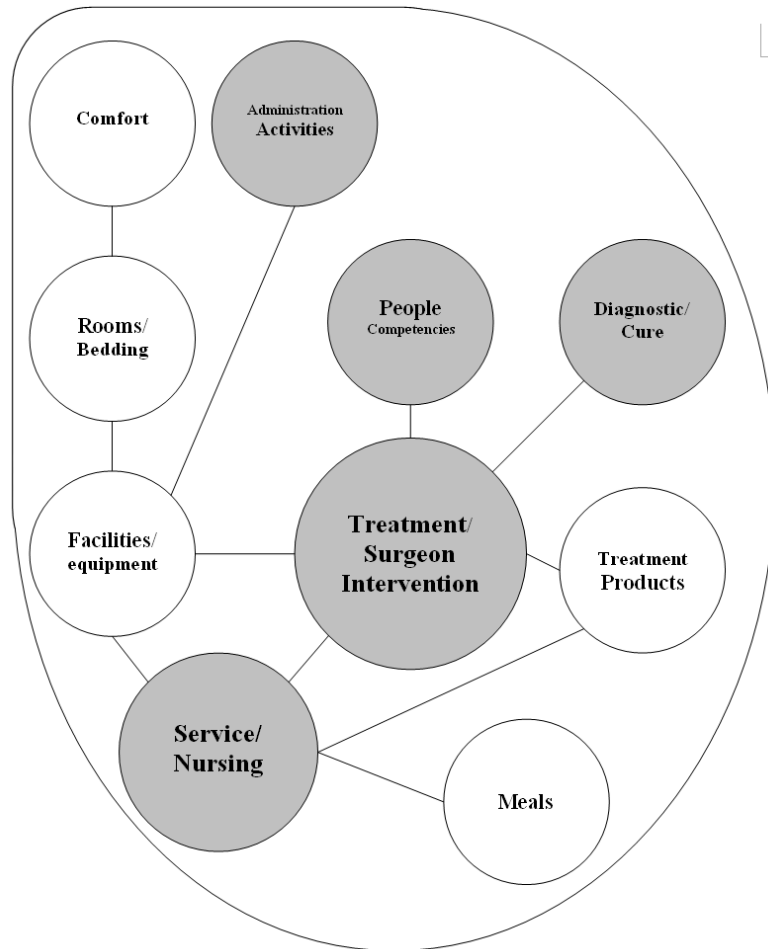 Comfort
Administration
Activities
People
Competencies
Diagnostic/
Cure
Rooms/
Bedding
Facilities/
equipment
Treatment/
Surgeon
Intervention
Treatment
Products
Service/
Nursing
Meals